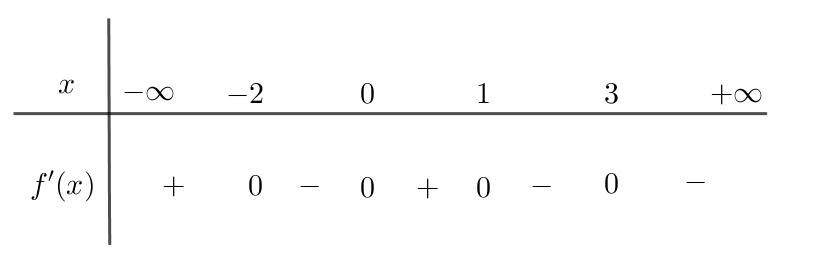 x −∞ −2 0 1 3 +∞
f′(x) + 0 − 0 + 0 − 0 −